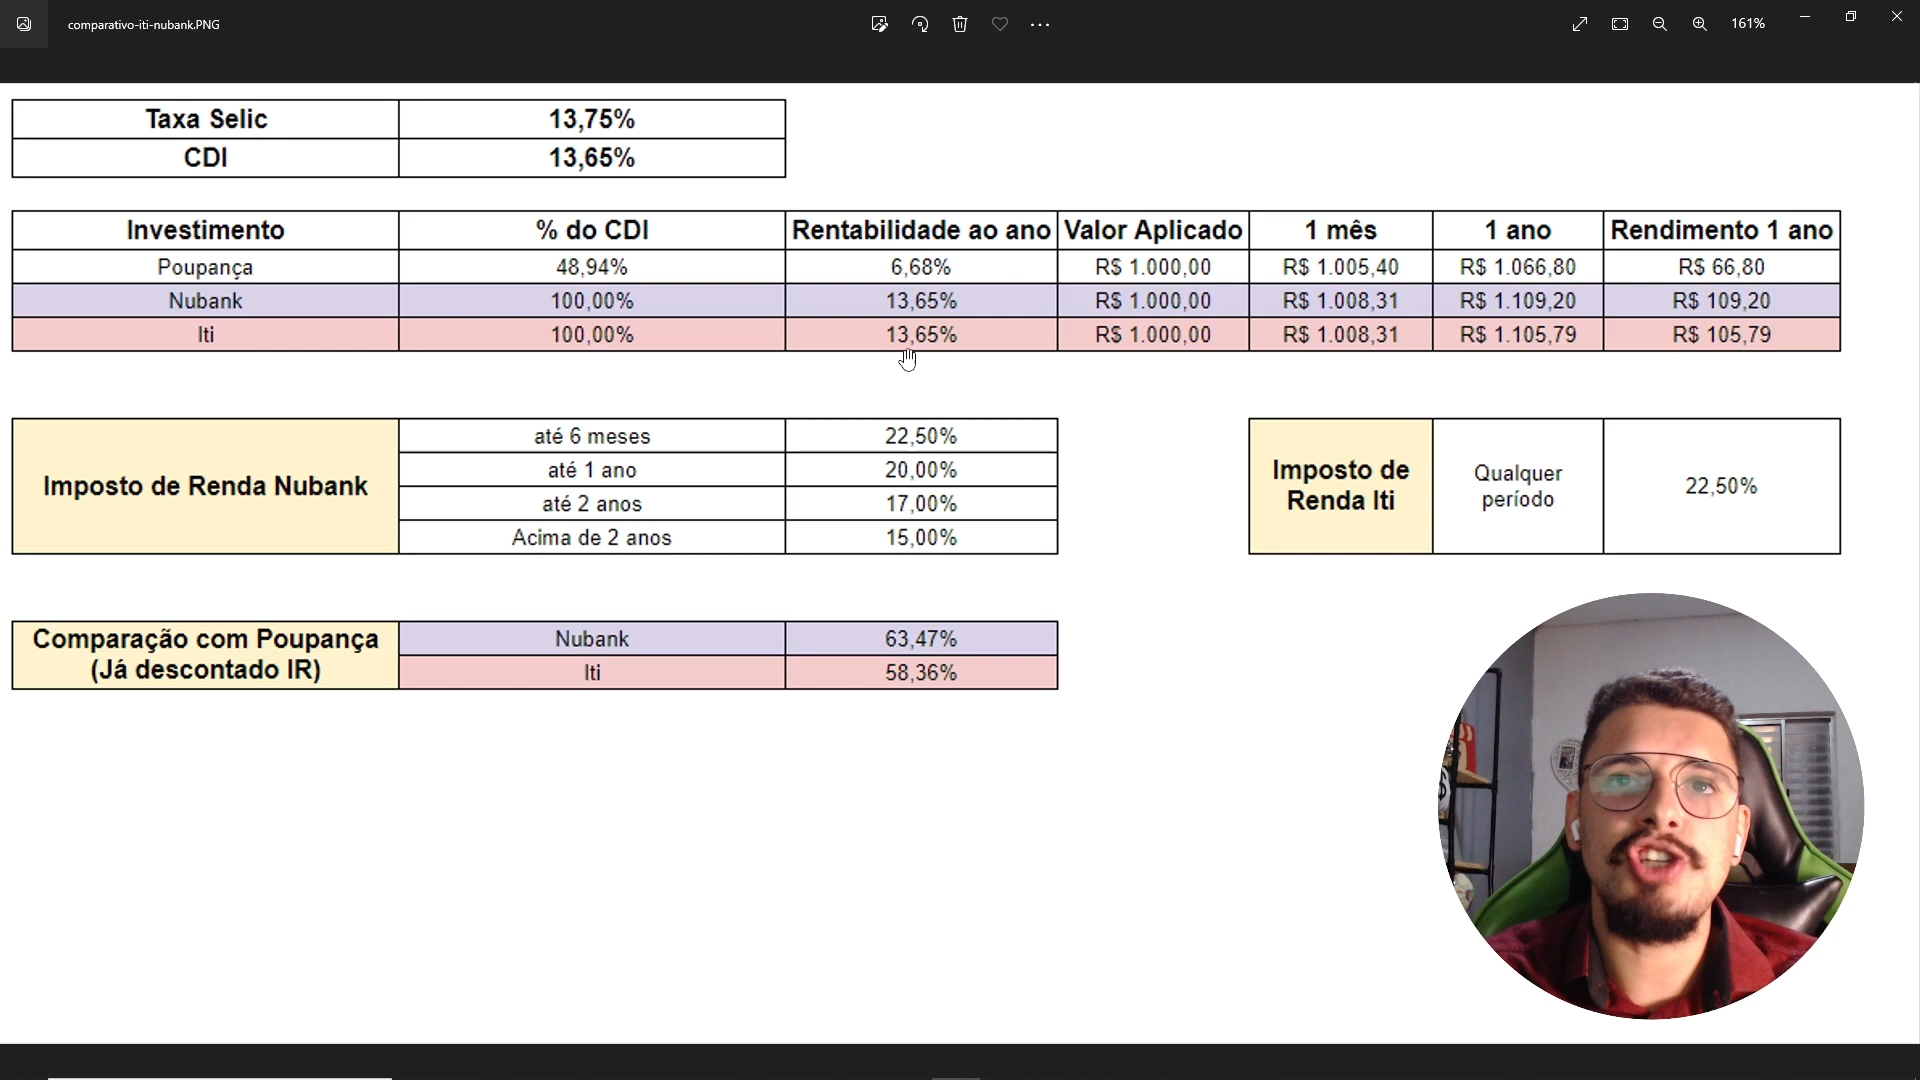 comparativo-iti-nubank.PNG
161%
Taxa Selic 13,75%
CDI 13,65%
Investimento % do CDI Rentabilidade ao ano Valor Aplicado 1 mês 1 ano Rendimento 1 ano
Poupança 48,94% 6,68% R$ 1.000,00 R$ 1.005,40 R$ 1.066,80 R$ 66,80
Nubank 100,00% 13,65% R$ 1.000,00 R$ 1.008,31 R$ 1.109,20 R$ 109,20
Iti 100,00% 13,65% R$ 1.000,00 R$ 1.008,31 R$ 1.105,79 R$ 105,79
Imposto de Renda Nubank
até 6 meses 22,50%
até 1 ano 20,00%
até 2 anos 17,00%
Acima de 2 anos 15,00%
Imposto de
Renda Iti
Qualquer
período
22,50%
Comparação com Poupança
(Já descontado IR)
Nubank 63,47%
Iti 58,36%